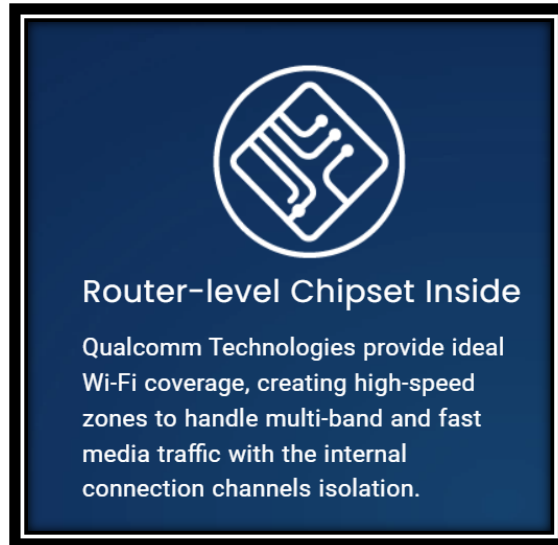 Router-level Chipset Inside
Qualcomm Technologies provide ideal
Wi-Fi coverage, creating high-speed
zones to handle multi-band and fast
media traffic with the internal
connection channels isolation.